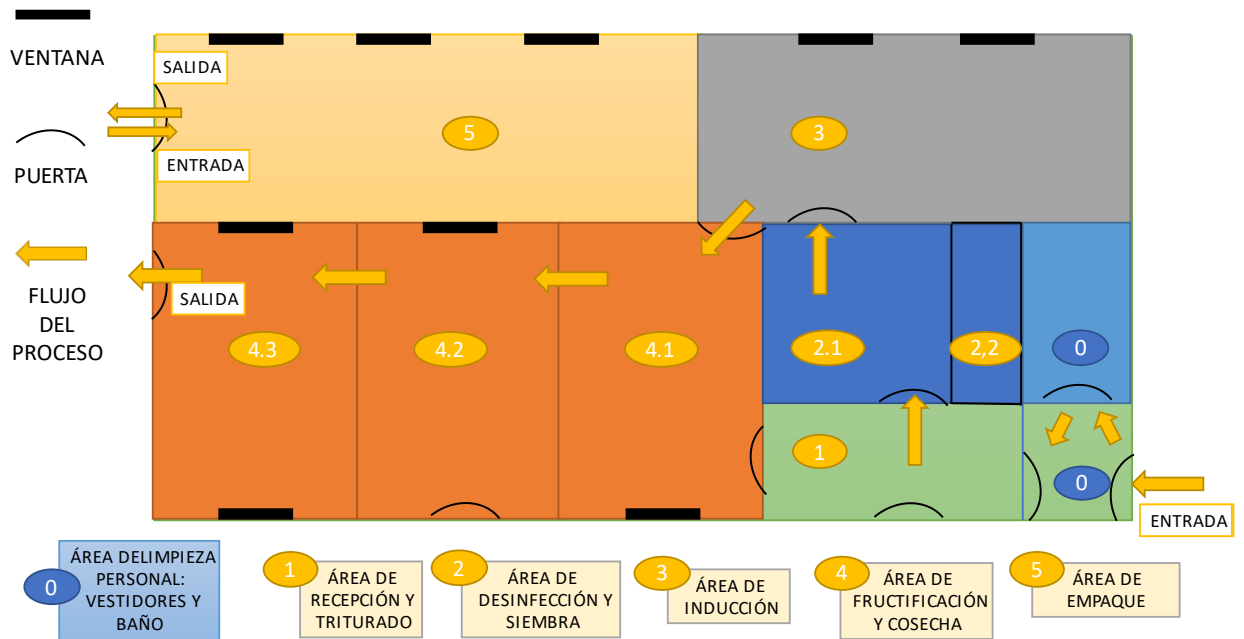 VENTANA
PUERTA
FLUJO
DEL
PROCESO
SALIDA
ENTRADA
5
3
SALIDA
4.3
4.2
4.1
2.1
2,2
0
1
0
ENTRADA
0
ÁREA DELIMPIEZA
PERSONAL:
VESTIDORES Y
BAÑO
1
ÁREA DE
RECEPCIÓN Y
TRITURADO
2
ÁREA DE
DESINFECCIÓN Y
SIEMBRA
3
ÁREA DE
INDUCCIÓN
4
ÁREA DE
FRUCTIFICACIÓN
Y COSECHA
5
ÁREA DE
EMPAQUE